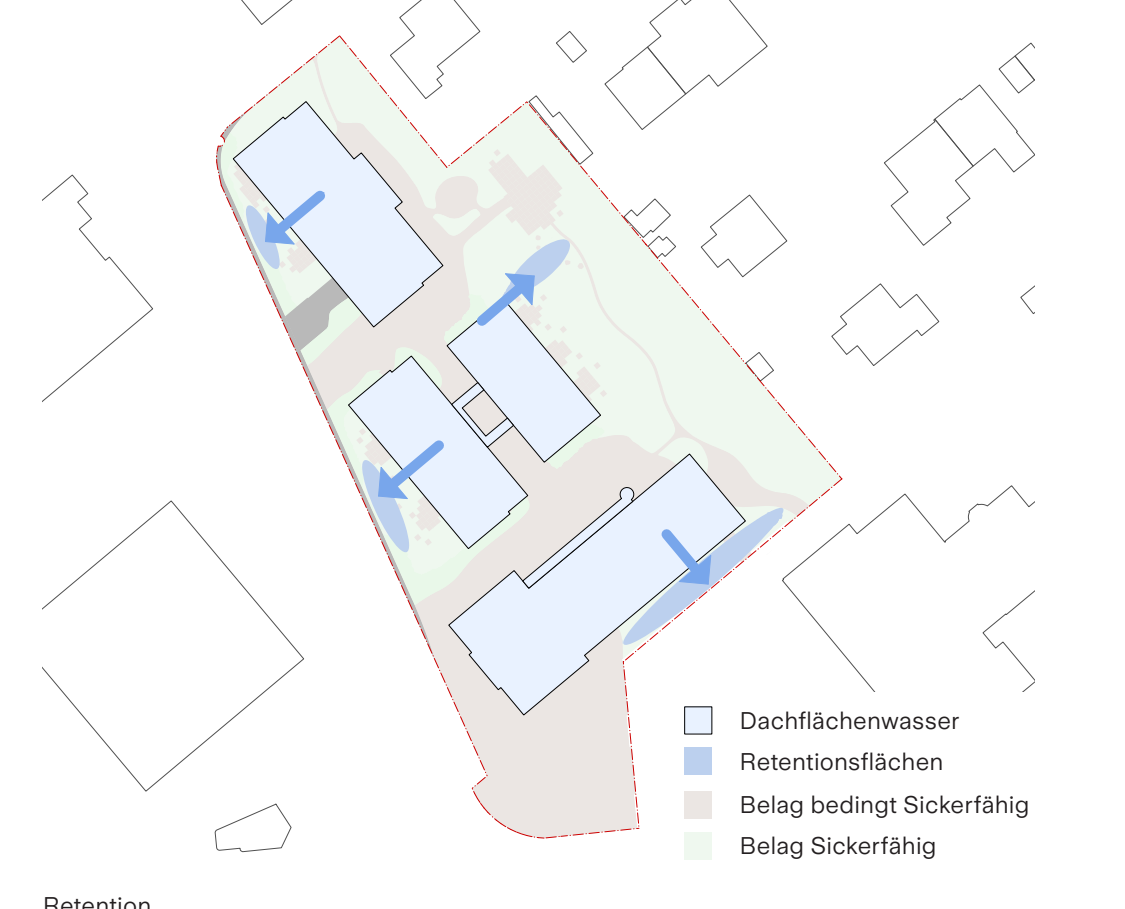 Dachflächenwasser
Retentionsflächen
Belag bedingt Sickerfähig
Belag Sickerfähig
Retention